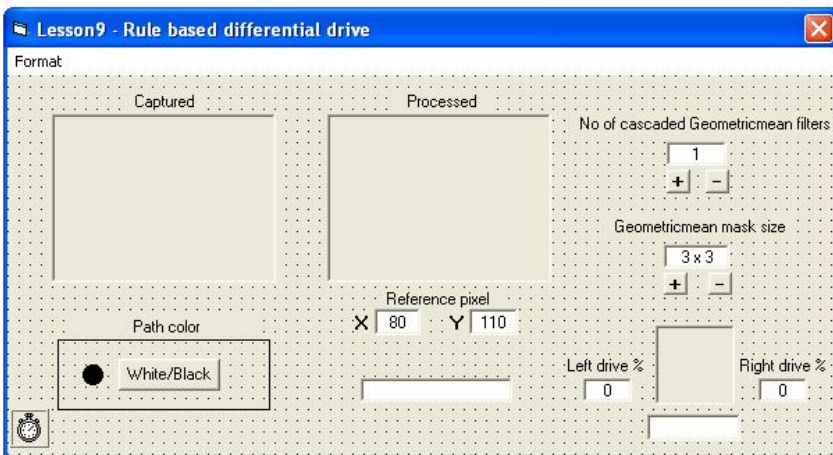 Lesson9 - Rule based differential drive
Format
Captured
Processed
No of cascaded Geometricmean filters
1
+ -
Geometricmean mask size
3 x 3
+ -
Reference pixel
X 80 Y 110
Path color
White/Black
Left drive %
0
Right drive %
0